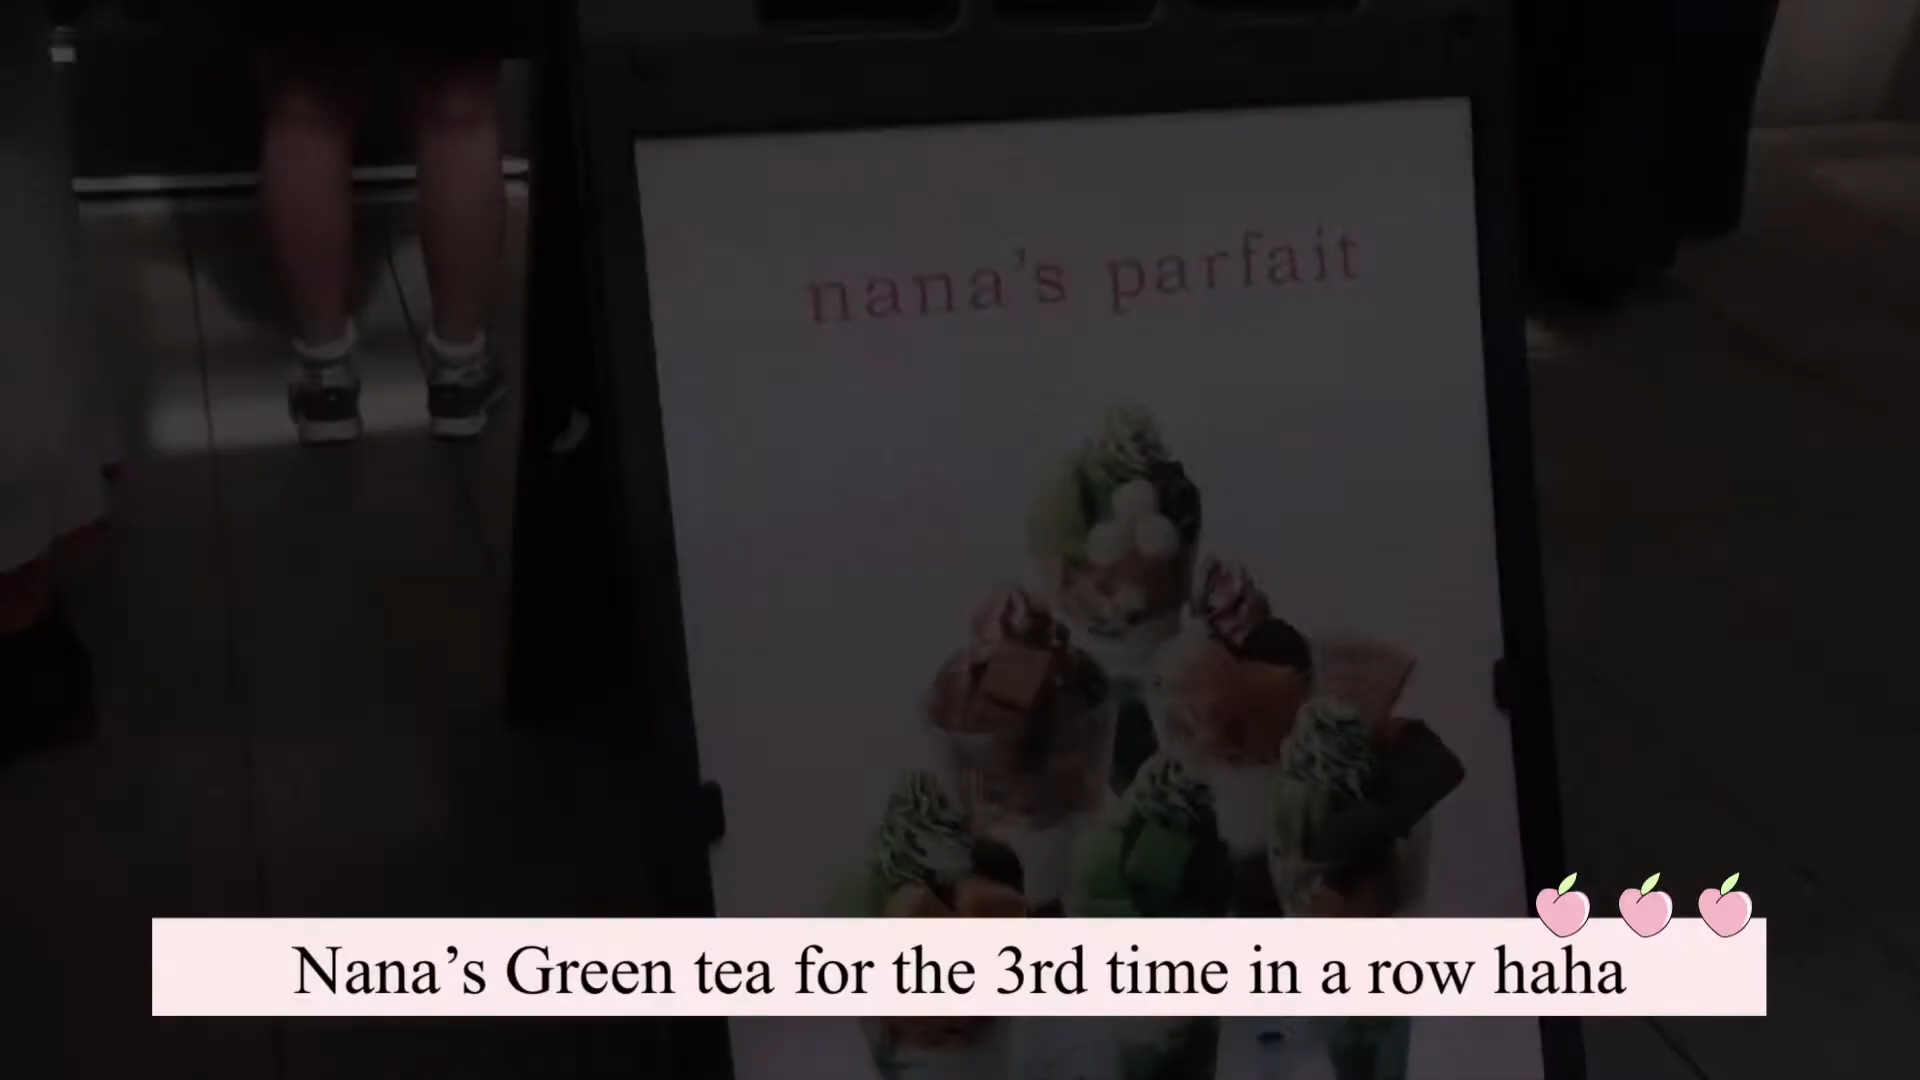 nana's parfait
Nana’s Green tea for the 3rd time in a row haha